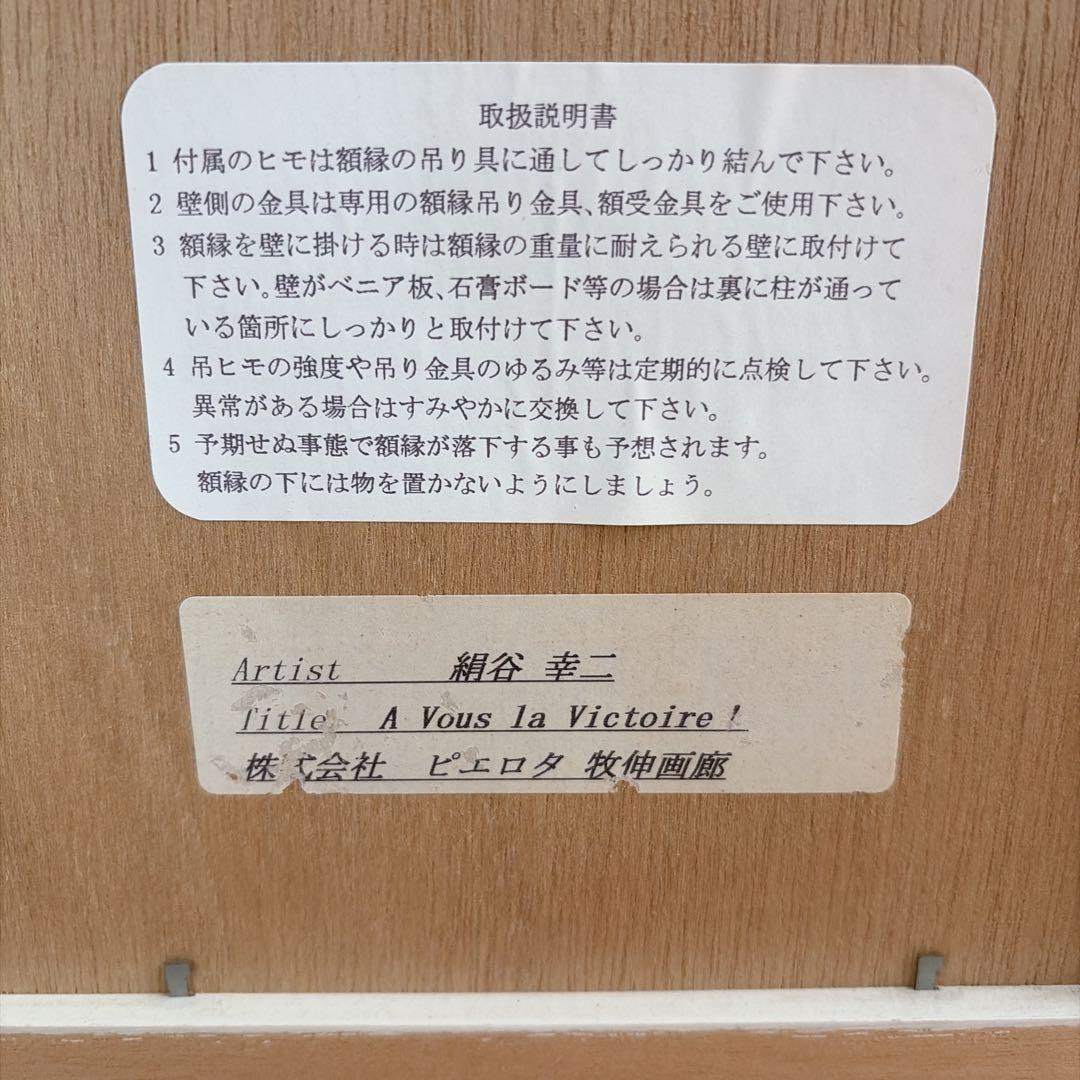 取扱説明書
1 付属のヒモは額縁の吊り具に通してしっかり結んで下さい。
2 壁側の金具は専用の額縁吊り金具、額受金具をご使用下さい。
3 額縁を壁に掛ける時は額縁の重量に耐えられる壁に取付けて
下さい。壁がベニア板、石膏ボード等の場合は裏に柱が通って
いる箇所にしっかりと取付けて下さい。
4 吊ヒモの強度や吊り金具のゆるみ等は定期的に点検して下さい。
異常がある場合はすみやかに交換して下さい。
5 予期せぬ事態で額縁が落下する事も予想されます。
額縁の下には物を置かないようにしましょう。
Artist 絹谷 幸二
Title A Vous la Victoire!
株式会社 ピエロタ 牧伸画廊